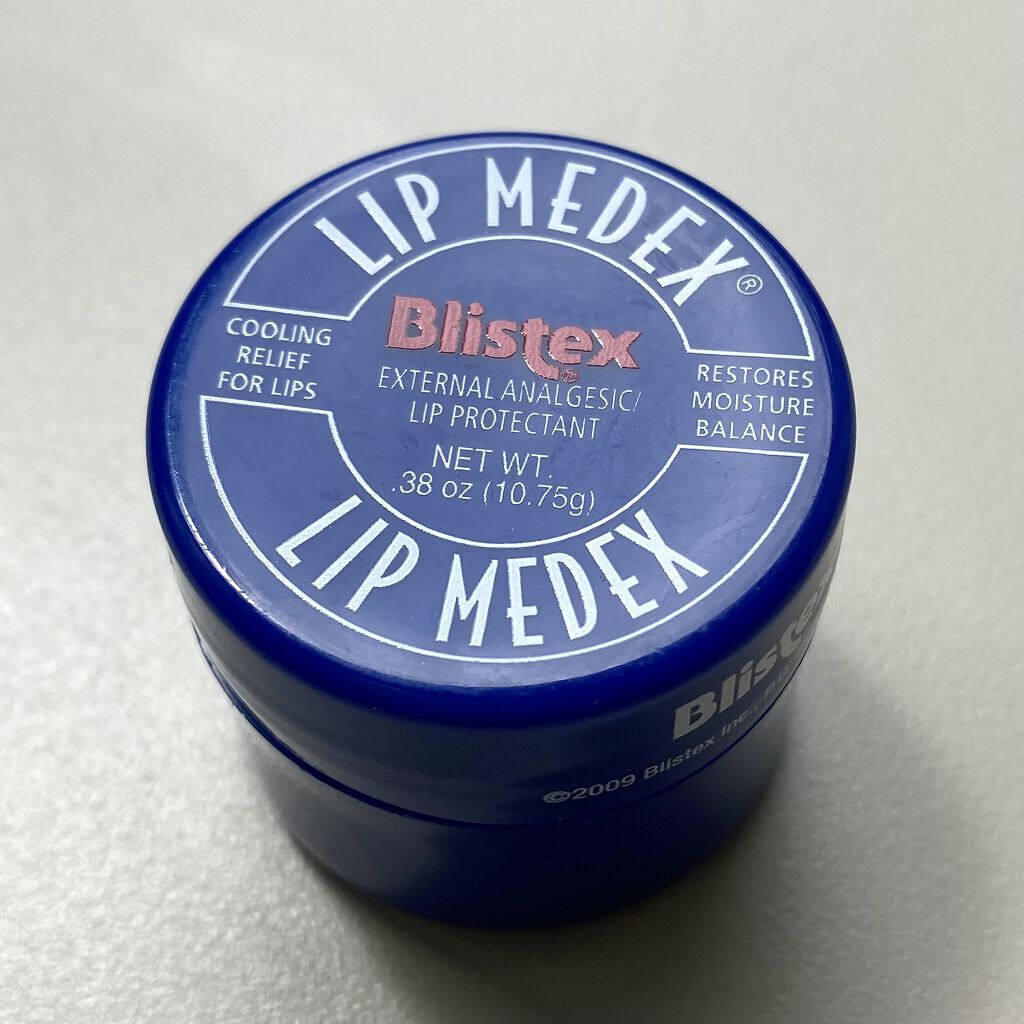 LIP MEDEX®
COOLING
RELIEF
FOR LIPS
Blistex
EXTERNAL ANALGESIC/
LIP PROTECTANT
NET WT.
.38 oz (10.75g)
RESTORES
MOISTURE
BALANCE
LIP MEDEX
Blistex
©2009 Blistex Inc.,